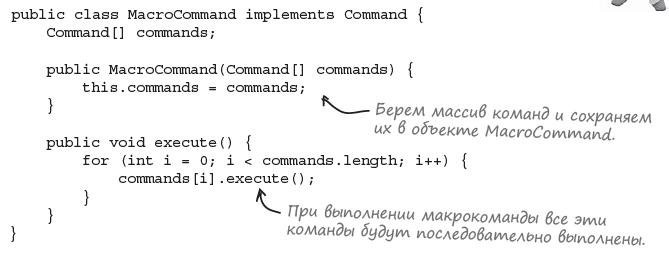 public class MacroCommand implements Command {
Command[] commands;
public MacroCommand(Command[] commands) {
this.commands = commands;
}
Берем массив команд и сохраняем
их в объекте MacroCommand.
public void execute() {
for (int i = 0; i < commands.length; i++) {
commands[i].execute();
}
}
}
При выполнении макрокоманды все эти
команды будут последовательно выполнены.